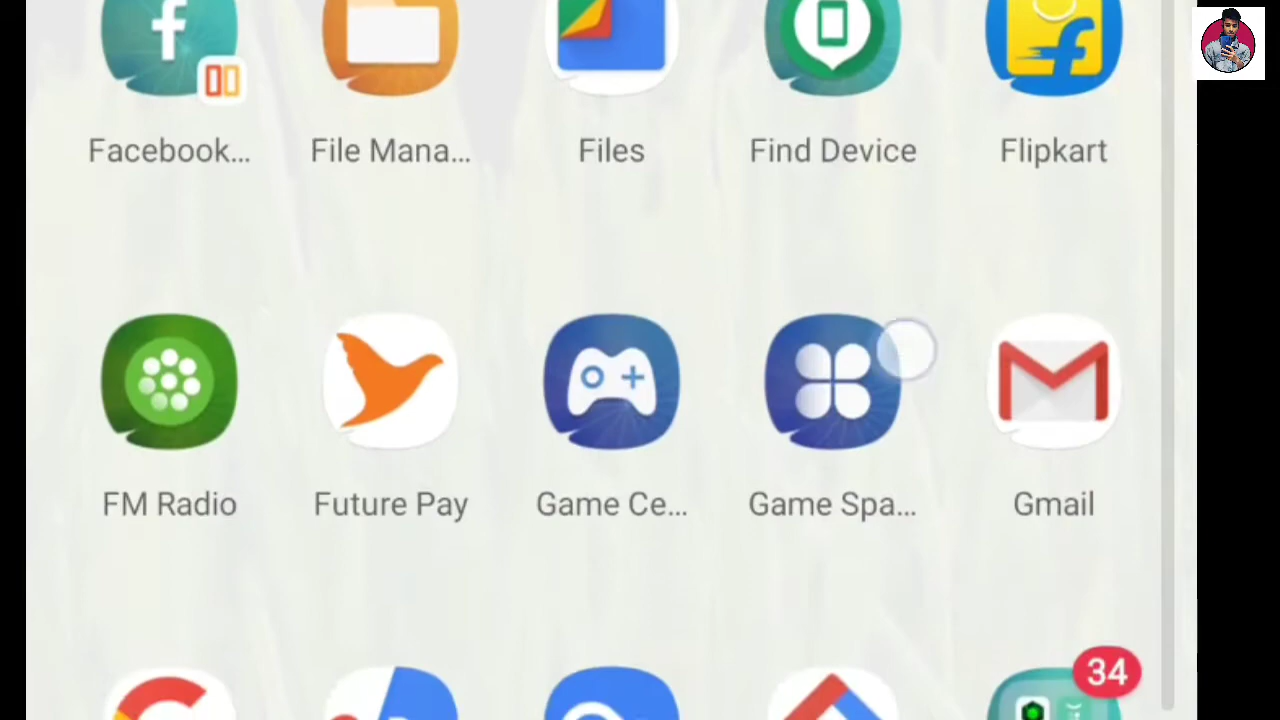 Facebook...
File Mana...
Files
Find Device
Flipkart
FM Radio
Future Pay
Game Ce...
Game Spa...
Gmail
34